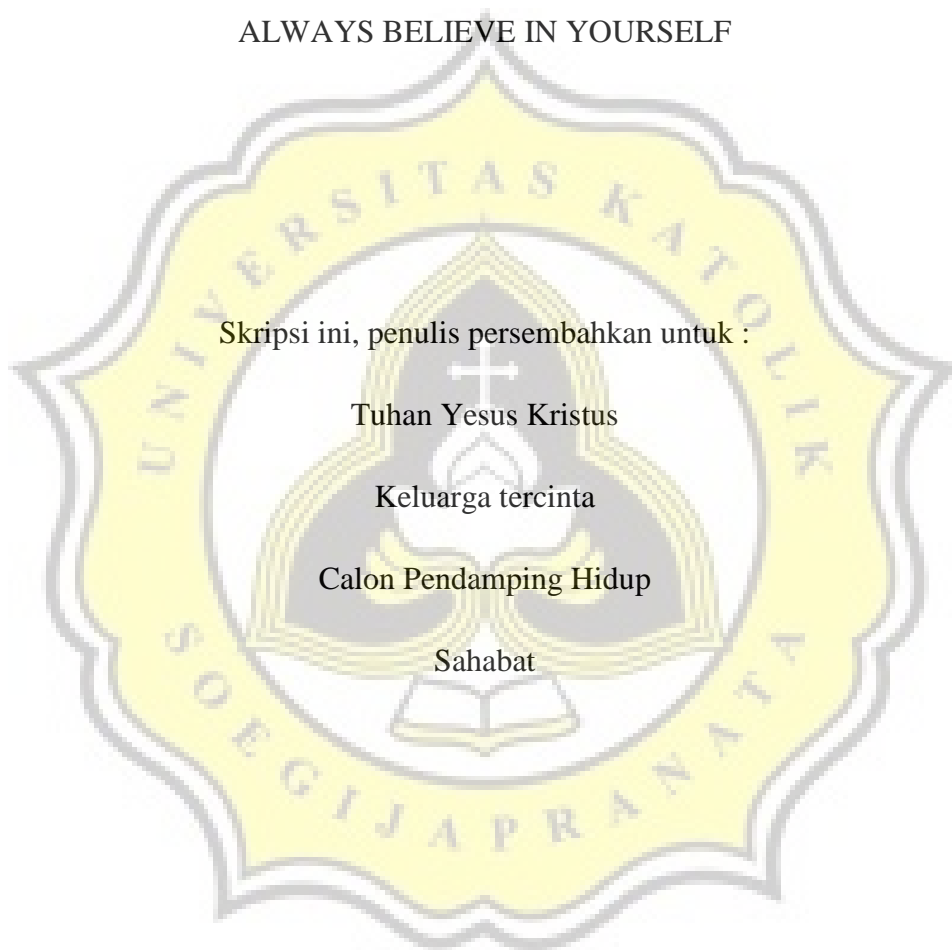 ALWAYS BELIEVE IN YOURSELF
Skripsi ini, penulis persembahkan untuk :
Tuhan Yesus Kristus
Keluarga tercinta
Calon Pendamping Hidup
Sahabat
UNIVERSITAS KATOLIK
SOEGIJAPRANATA